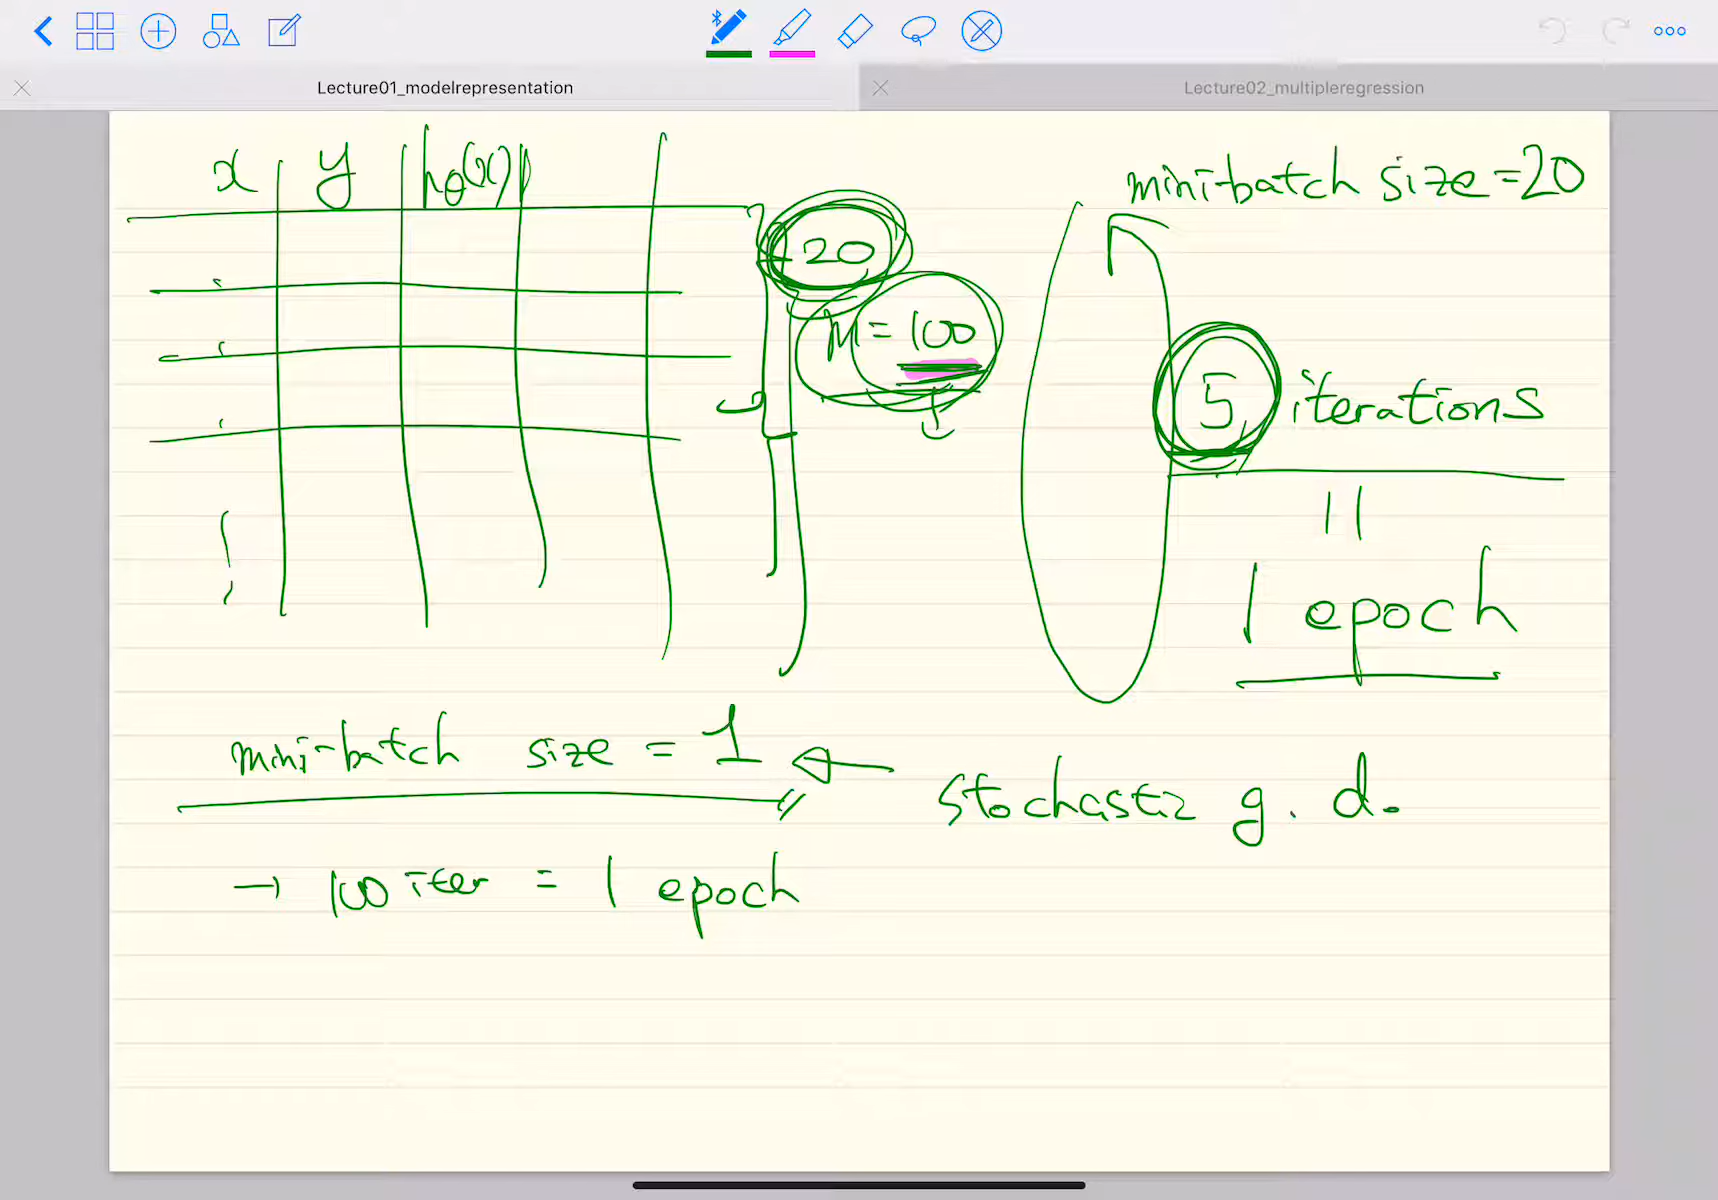 Lecture01_modelrepresentation
Lecture02_multipleregression
x y hθ(x)
mini-batch size=20
20
M = 100
5 iterations
=
1 epoch
mini-batch size = 1 ← stochastic g. d.
→ 100 iter = 1 epoch